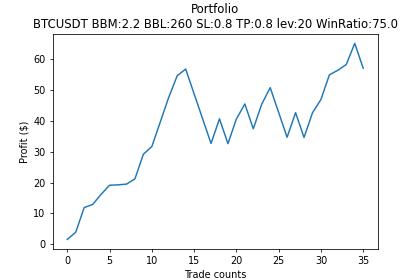 Portfolio
BTCUSDT BBM:2.2 BBL:260 SL:0.8 TP:0.8 lev:20 WinRatio:75.0
60
50
40
30
20
10
0
Profit ($)
0 5 10 15 20 25 30 35
Trade counts